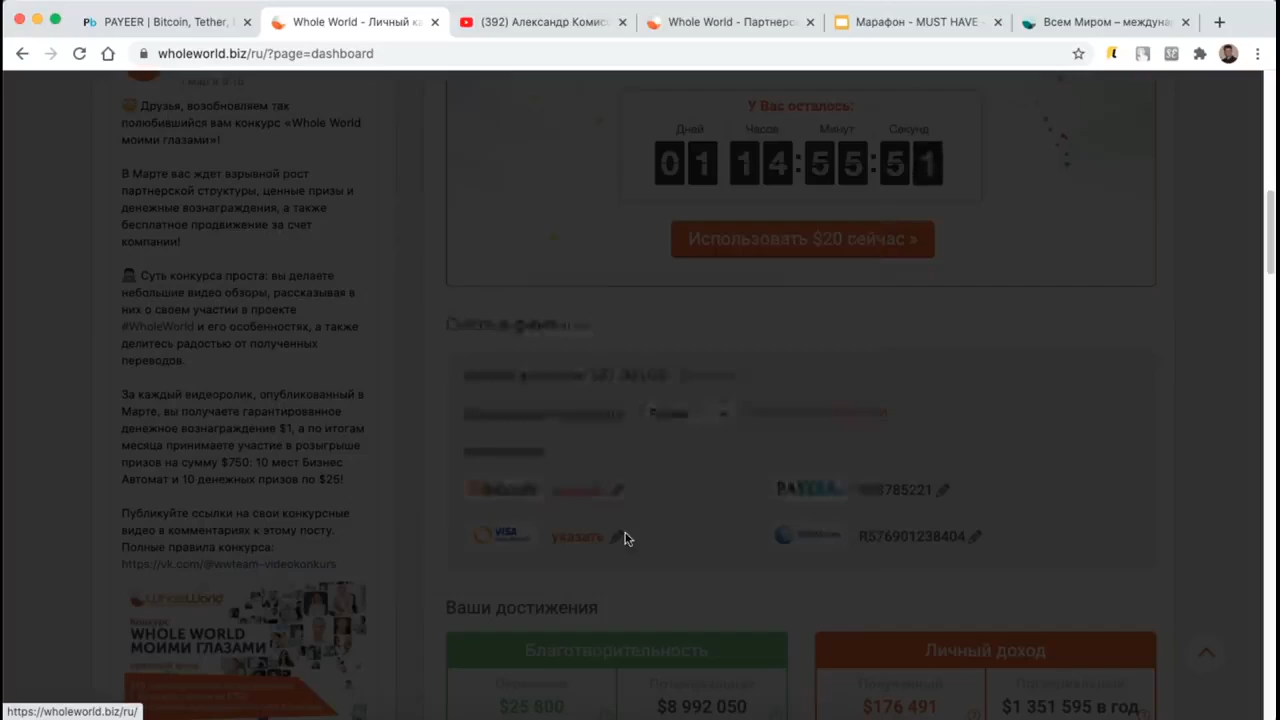 PAYEER | Bitcoin, Tether, 
Whole World - Личный ка
(392) Александр Комисс
Whole World - Партнерс
Марафон - MUST HAVE -
Всем Миром – междуна
wholeworld.biz/ru/?page=dashboard
Друзья, возобновляем так
полюбившийся вам конкурс «Whole World
моими глазами»!
В Марте вас ждет взрывной рост
партнерской структуры, ценные призы и
денежные вознаграждения, а также
бесплатное продвижение за счет
компании!
Суть конкурса проста: вы делаете
небольшие видео обзоры, рассказывая в
них о своем участии в проекте
#WholeWorld и его особенностях, а также
делитесь радостью от полученных
переводов.
За каждый видеоролик, опубликованный в
Марте, вы получаете гарантированное
денежное вознаграждение $1, а по итогам
месяца принимаете участие в розыгрыше
призов на сумму $750: 10 мест Бизнес
Автомат и 10 денежных призов по $25!
Публикуйте ссылки на свои конкурсные
видео в комментариях к этому посту.
Полные правила конкурса:
https://vk.com/@wwteam-videokonkurs
WHOLEWORLD
Конкурс
WHOLE WORLD
МОИМИ ГЛАЗАМИ
У Вас осталось:
Дней Часов Минут Секунд
01 14:55:51
Использовать $20 сейчас »
PAYEER 785221
VISA указать R576901238404
Ваши достижения
Благотворительность Личный доход
$25 800 $8 992 050 $176 491 $1 351 595 в год
https://wholeworld.biz/ru/